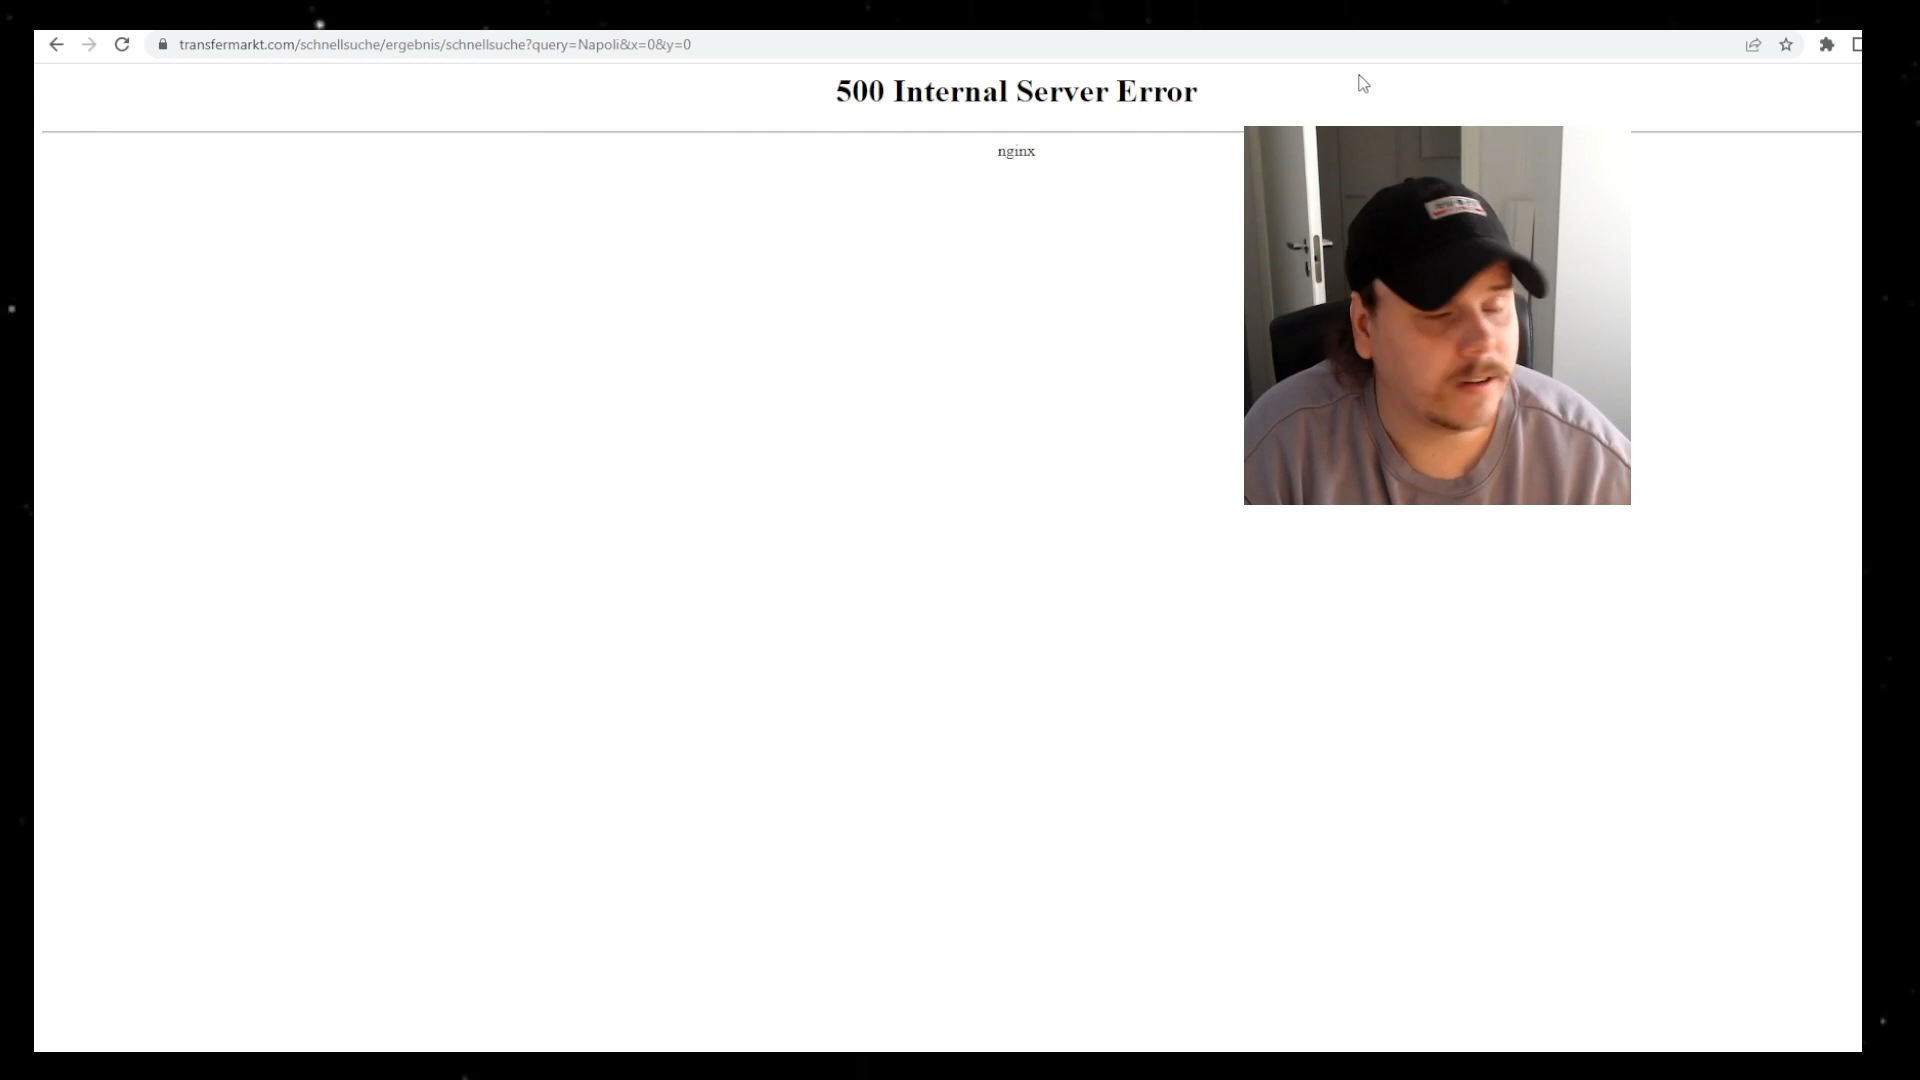 transfermarkt.com/schnellsuche/ergebnis/schnellsuche?query=Napoli&x=0&y=0
500 Internal Server Error
nginx